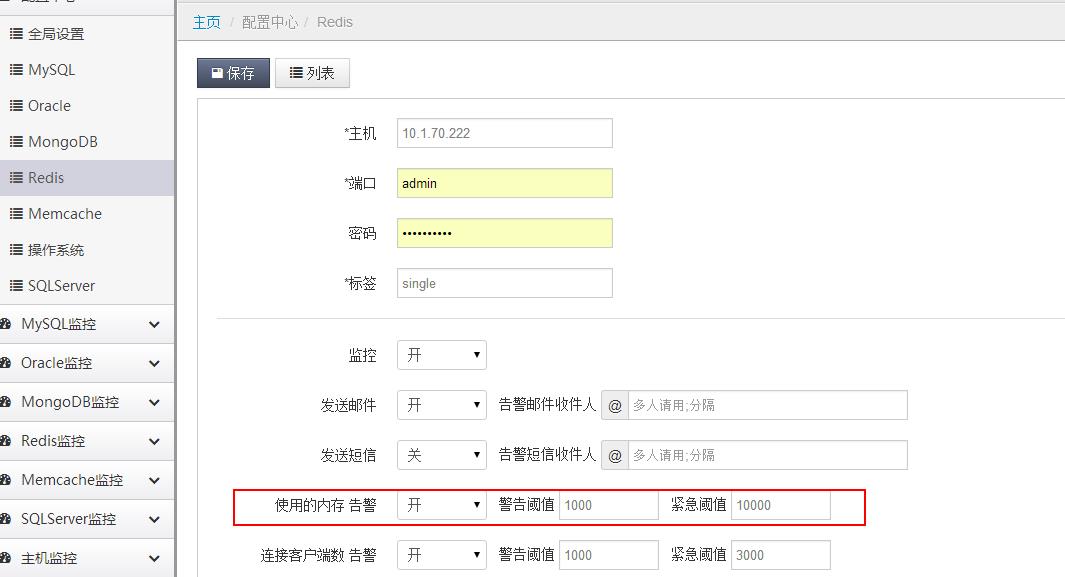 全局设置
MySQL
Oracle
MongoDB
Redis
Memcache
操作系统
SQLServer
MySQL监控
Oracle监控
MongoDB监控
Redis监控
Memcache监控
SQLServer监控
主机监控
主页 / 配置中心 / Redis
保存 列表
*主机 10.1.70.222
*端口 admin
密码 ••••••••••
*标签 single
监控 开
发送邮件 开 告警邮件收件人 @ 多人请用;分隔
发送短信 关 告警短信收件人 @ 多人请用;分隔
使用的内存 告警 开 警告阈值 1000 紧急阈值 10000
连接客户端数 告警 开 警告阈值 1000 紧急阈值 3000